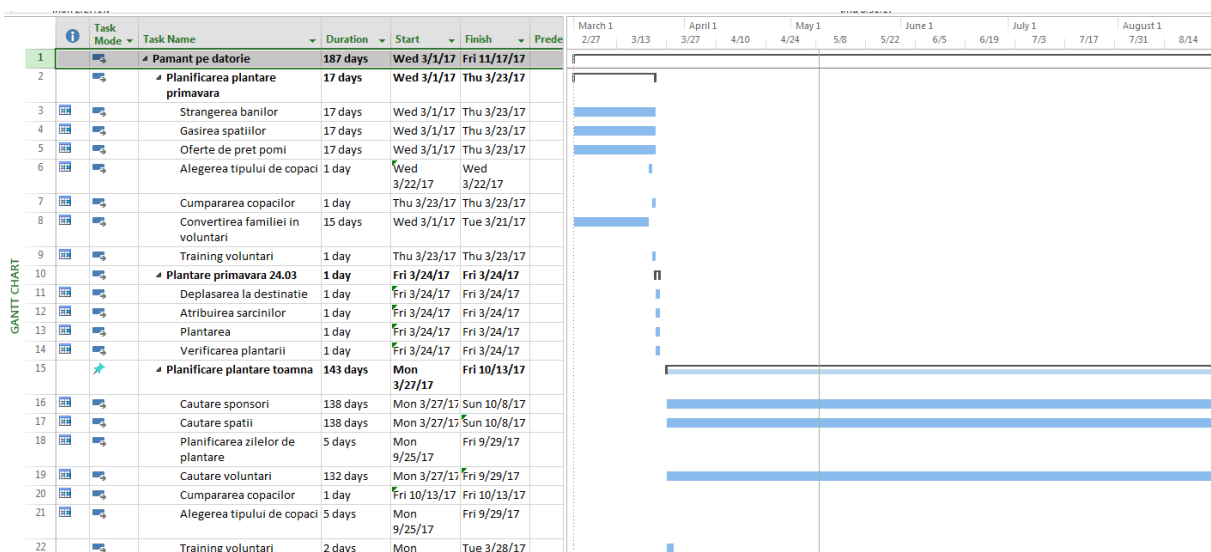 Task
Mode Task Name Duration Start Finish Prede
March 1 April 1 May 1 June 1 July 1 August 1
2/27 3/13 3/27 4/10 4/24 5/8 5/22 6/5 6/19 7/3 7/17 7/31 8/14
1 Pamant pe datorie 187 days Wed 3/1/17 Fri 11/17/17
2 Planificarea plantare 17 days Wed 3/1/17 Thu 3/23/17
primavara
3 Strangerea banilor 17 days Wed 3/1/17 Thu 3/23/17
4 Gasirea spatiilor 17 days Wed 3/1/17 Thu 3/23/17
5 Oferte de pret pomi 17 days Wed 3/1/17 Thu 3/23/17
6 Alegerea tipului de copaci 1 day Wed Wed
3/22/17 3/22/17
7 Cumpararea copacilor 1 day Thu 3/23/17 Thu 3/23/17
8 Convertirea familiei in 15 days Wed 3/1/17 Tue 3/21/17
voluntari
9 Training voluntari 1 day Thu 3/23/17 Thu 3/23/17
10 Plantare primavara 24.03 1 day Fri 3/24/17 Fri 3/24/17
11 Deplasarea la destinatie 1 day Fri 3/24/17 Fri 3/24/17
12 Atribuirea sarcinilor 1 day Fri 3/24/17 Fri 3/24/17
13 Plantarea 1 day Fri 3/24/17 Fri 3/24/17
14 Verificarea plantarii 1 day Fri 3/24/17 Fri 3/24/17
15 Planificare plantare toamna 143 days Mon Fri 10/13/17
3/27/17
16 Cautare sponsori 138 days Mon 3/27/17 Sun 10/8/17
17 Cautare spatii 138 days Mon 3/27/17 Sun 10/8/17
18 Planificarea zilelor de 5 days Mon Fri 9/29/17
plantare 9/25/17
19 Cautare voluntari 132 days Mon 3/27/17 Fri 9/29/17
20 Cumpararea copacilor 1 day Fri 10/13/17 Fri 10/13/17
21 Alegerea tipului de copaci 5 days Mon Fri 9/29/17
9/25/17
22 Training voluntari 2 days Mon Tue 3/28/17
GANTT CHART